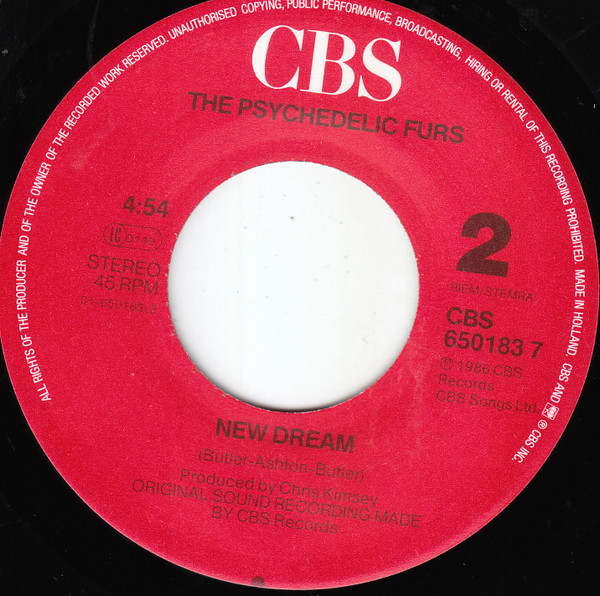 ALL RIGHTS OF THE PRODUCER AND OF THE OWNER OF THE RECORDED WORK RESERVED. UNAUTHORISED COPYING, PUBLIC PERFORMANCE, BROADCASTING, HIRING OR RENTAL OF THIS RECORDING PROHIBITED. MADE IN HOLLAND. CBS AND ® CBS INC.
CBS
THE PSYCHEDELIC FURS
4:54
STEREO
45 RPM
2
BIEM/STEMRA
CBS
650183 7
℗ 1986 CBS
Records
CBS Songs Ltd.
NEW DREAM
(Butler-Ashton-Butler)
Produced by Chris Kimsey
ORIGINAL SOUND RECORDING MADE
BY CBS Records